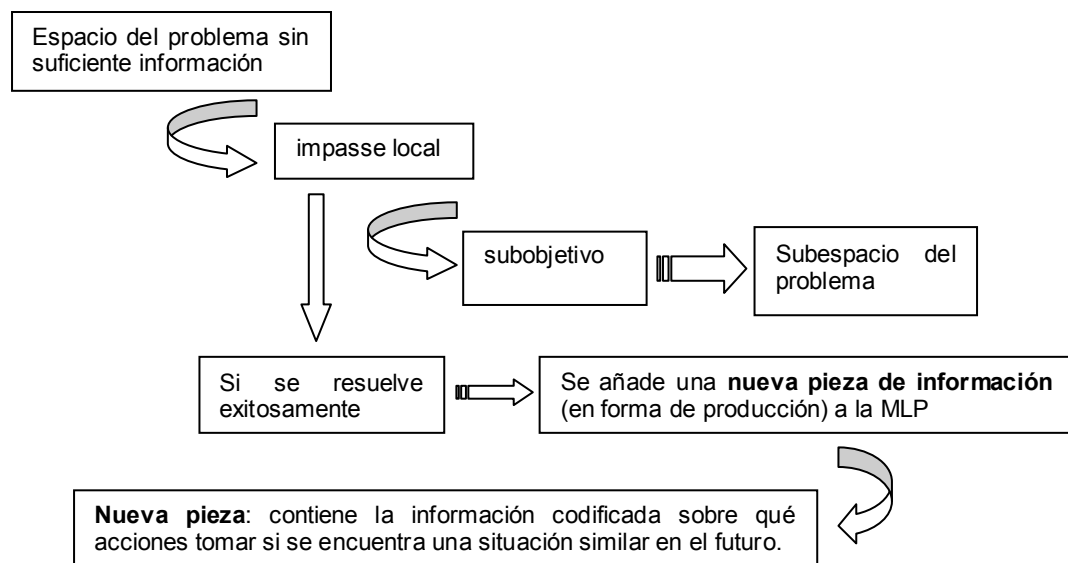 Espacio del problema sin
suficiente información
impasse local
subobjetivo
Subespacio del
problema
Si se resuelve
exitosamente
Se añade una nueva pieza de información
(en forma de producción) a la MLP
Nueva pieza: contiene la información codificada sobre qué
acciones tomar si se encuentra una situación similar en el futuro.